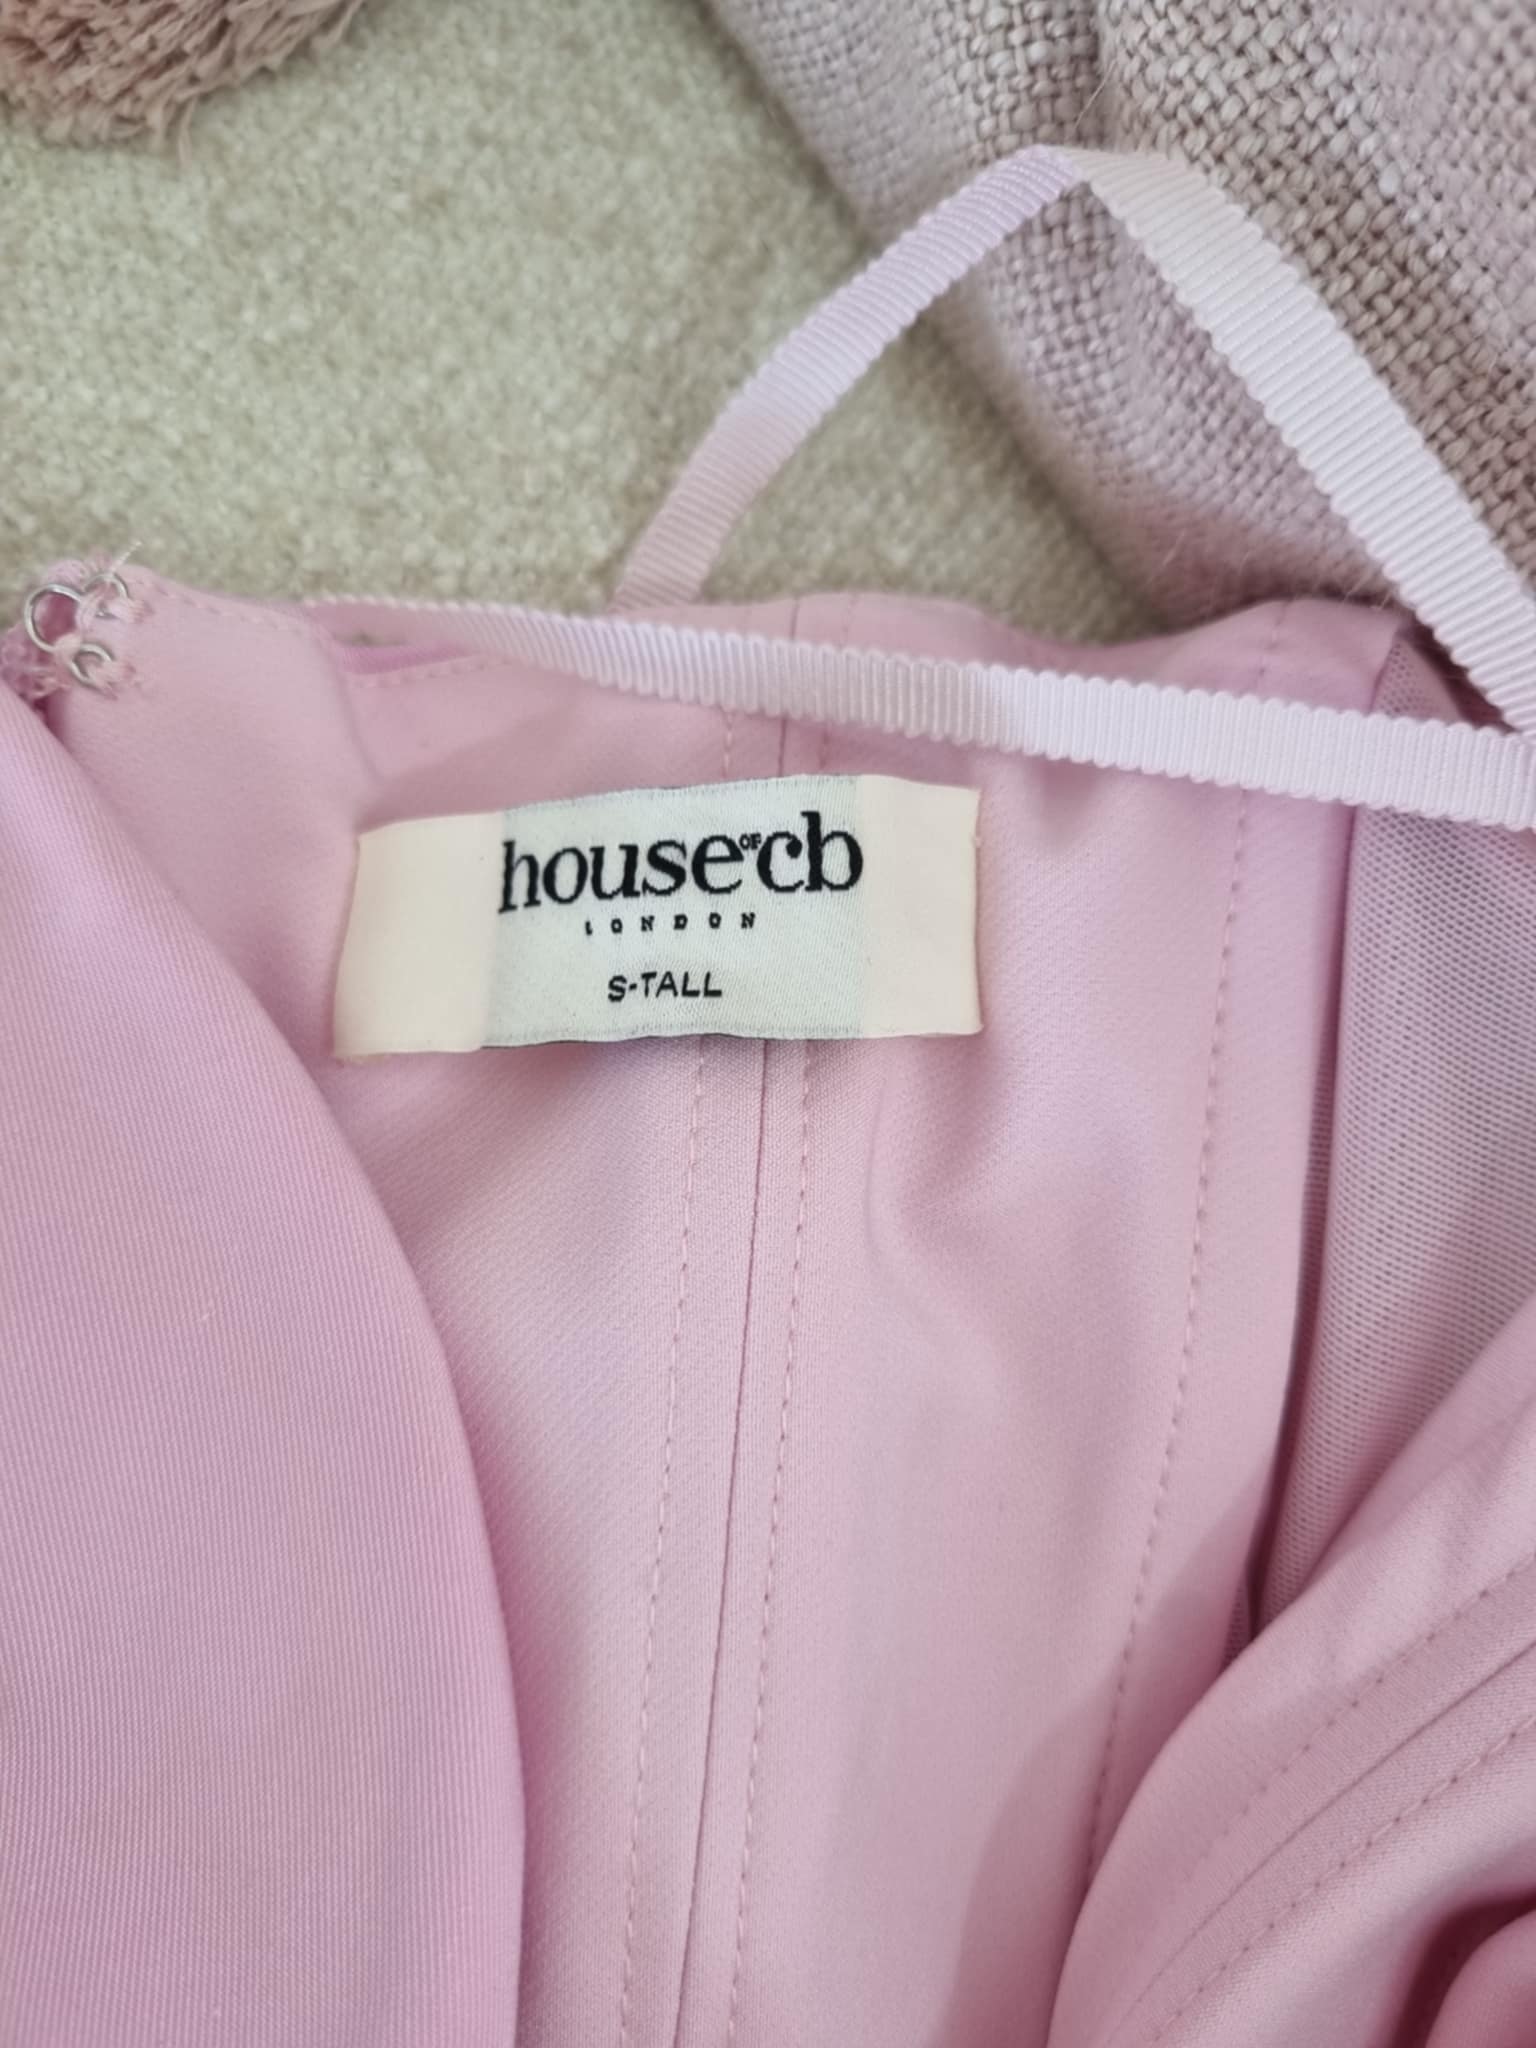 house OF cb
LONDON
S-TALL